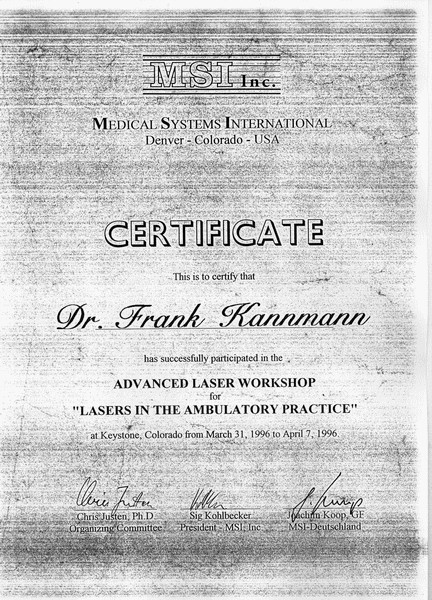 MSI Inc.
MEDICAL SYSTEMS INTERNATIONAL
Denver - Colorado - USA
CERTIFICATE
This is to certify that
Dr. Frank Kannmann
has successfully participated in the
ADVANCED LASER WORKSHOP
for
"LASERS IN THE AMBULATORY PRACTICE"
at Keystone, Colorado from March 31, 1996 to April 7, 1996.
Chris Justen, Ph.D Sig Kohlbecker Joachim Koop, GF
Organizing Committee President - MSI, Inc MSI-Deutschland